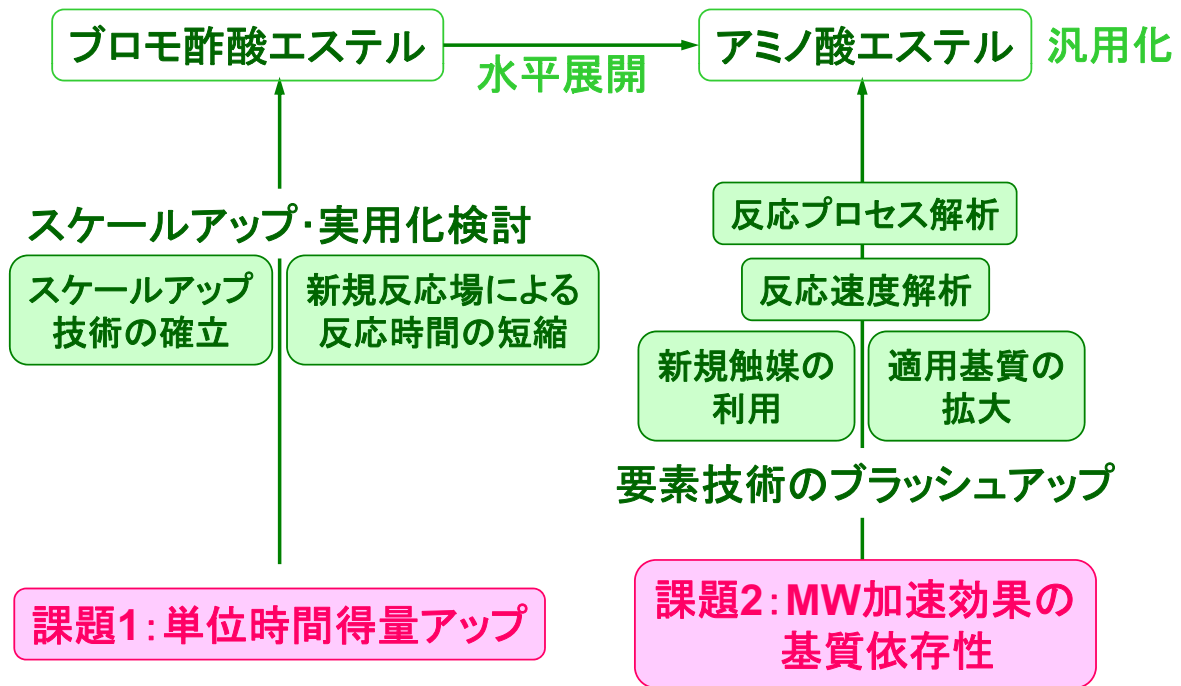 ブロモ酢酸エステル
水平展開
アミノ酸エステル
汎用化
スケールアップ・実用化検討
スケールアップ
技術の確立
新規反応場による
反応時間の短縮
課題1：単位時間得量アップ
反応プロセス解析
反応速度解析
新規触媒の
利用
適用基質の
拡大
要素技術のブラッシュアップ
課題2：MW加速効果の
基質依存性